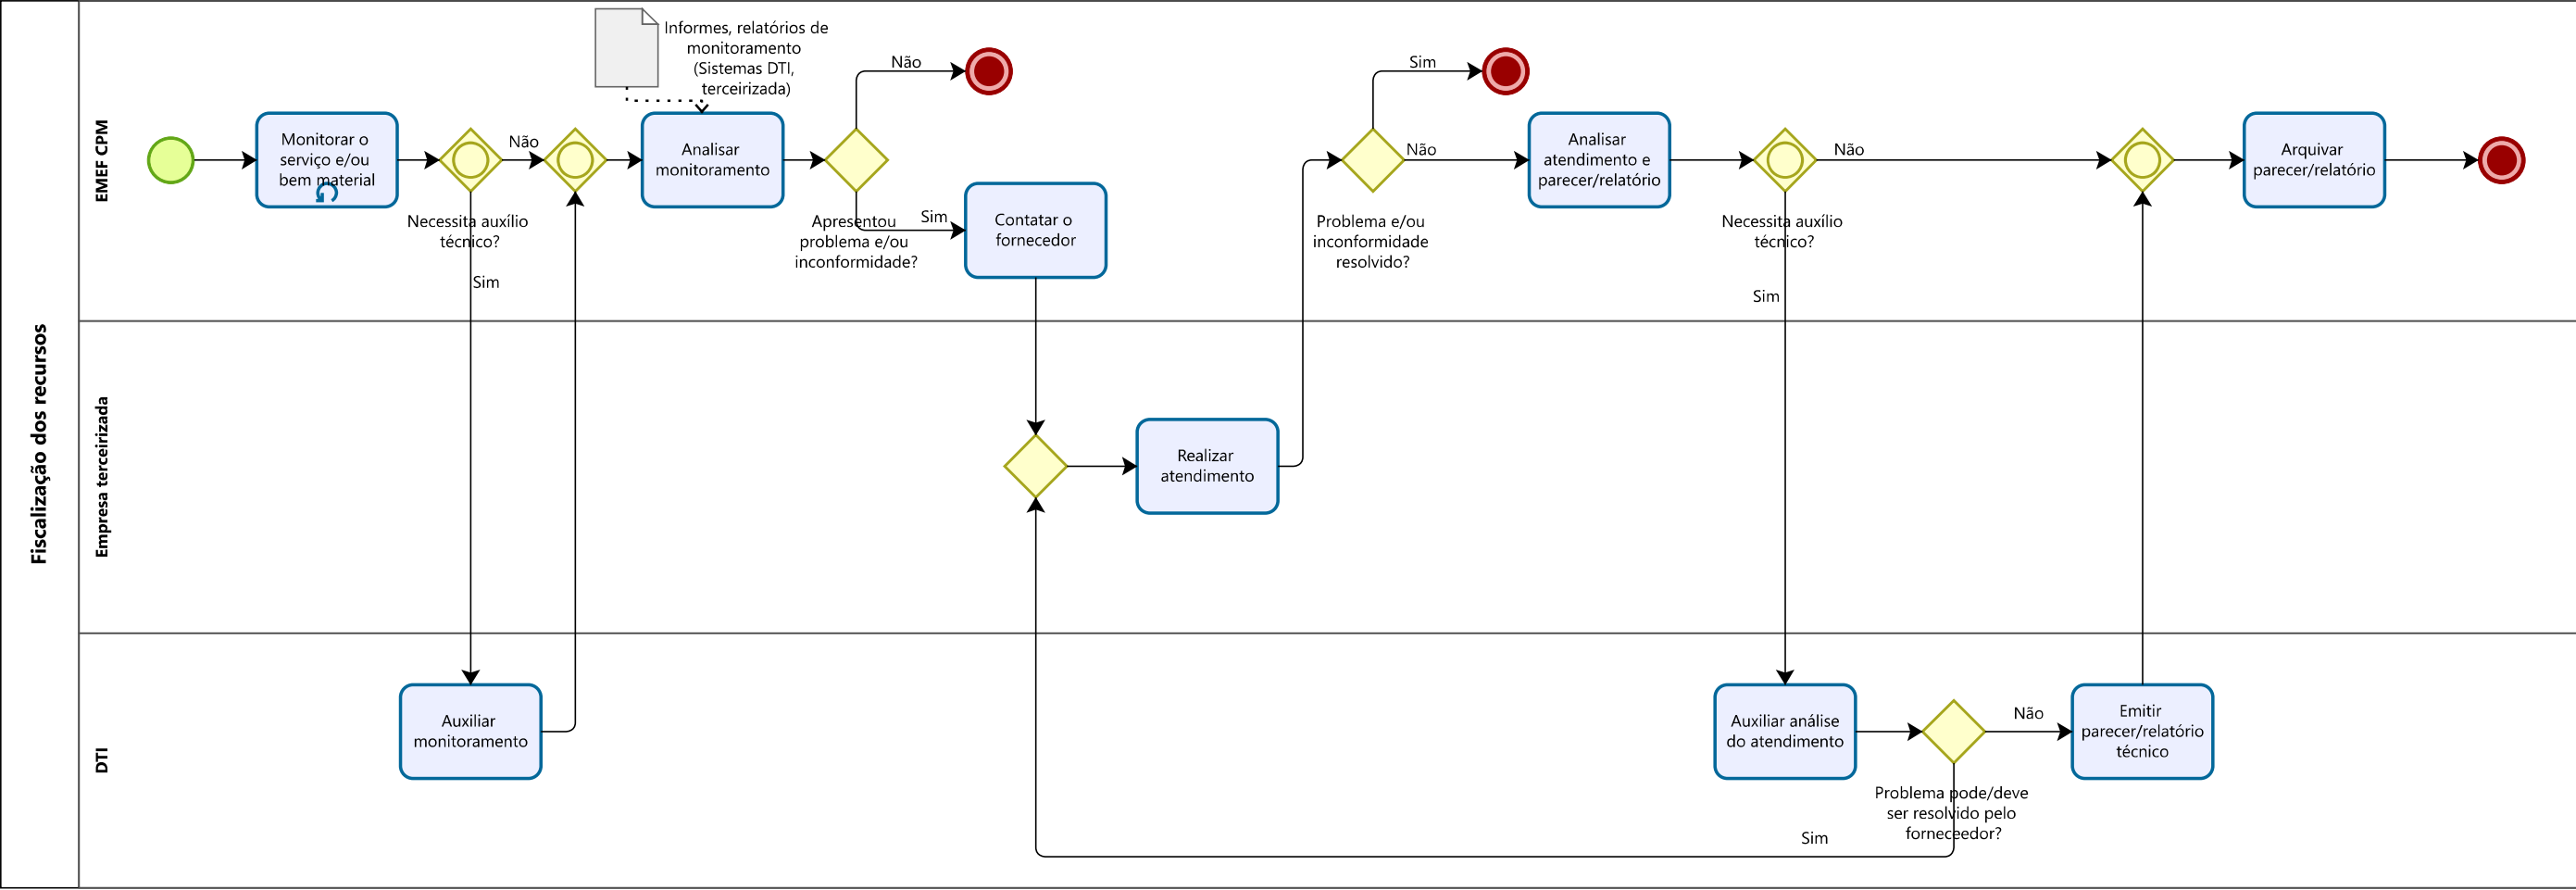 Fiscalização dos recursos
EMEF CPM
Monitorar o
serviço e/ou
bem material
Necessita auxílio
técnico?
Não
Sim
Informes, relatórios de
monitoramento
(Sistemas DTI,
terceirizada)
Analisar
monitoramento
Apresentou
problema e/ou
inconformidade?
Não
Sim
Contatar o
fornecedor
Problema e/ou
inconformidade
resolvido?
Sim
Não
Analisar
atendimento e
parecer/relatório
Necessita auxílio
técnico?
Não
Sim
Arquivar
parecer/relatório
Empresa terceirizada
Realizar
atendimento
DTI
Auxiliar
monitoramento
Auxiliar análise
do atendimento
Problema pode/deve
ser resolvido pelo
forneceedor?
Não
Sim
Emitir
parecer/relatório
técnico